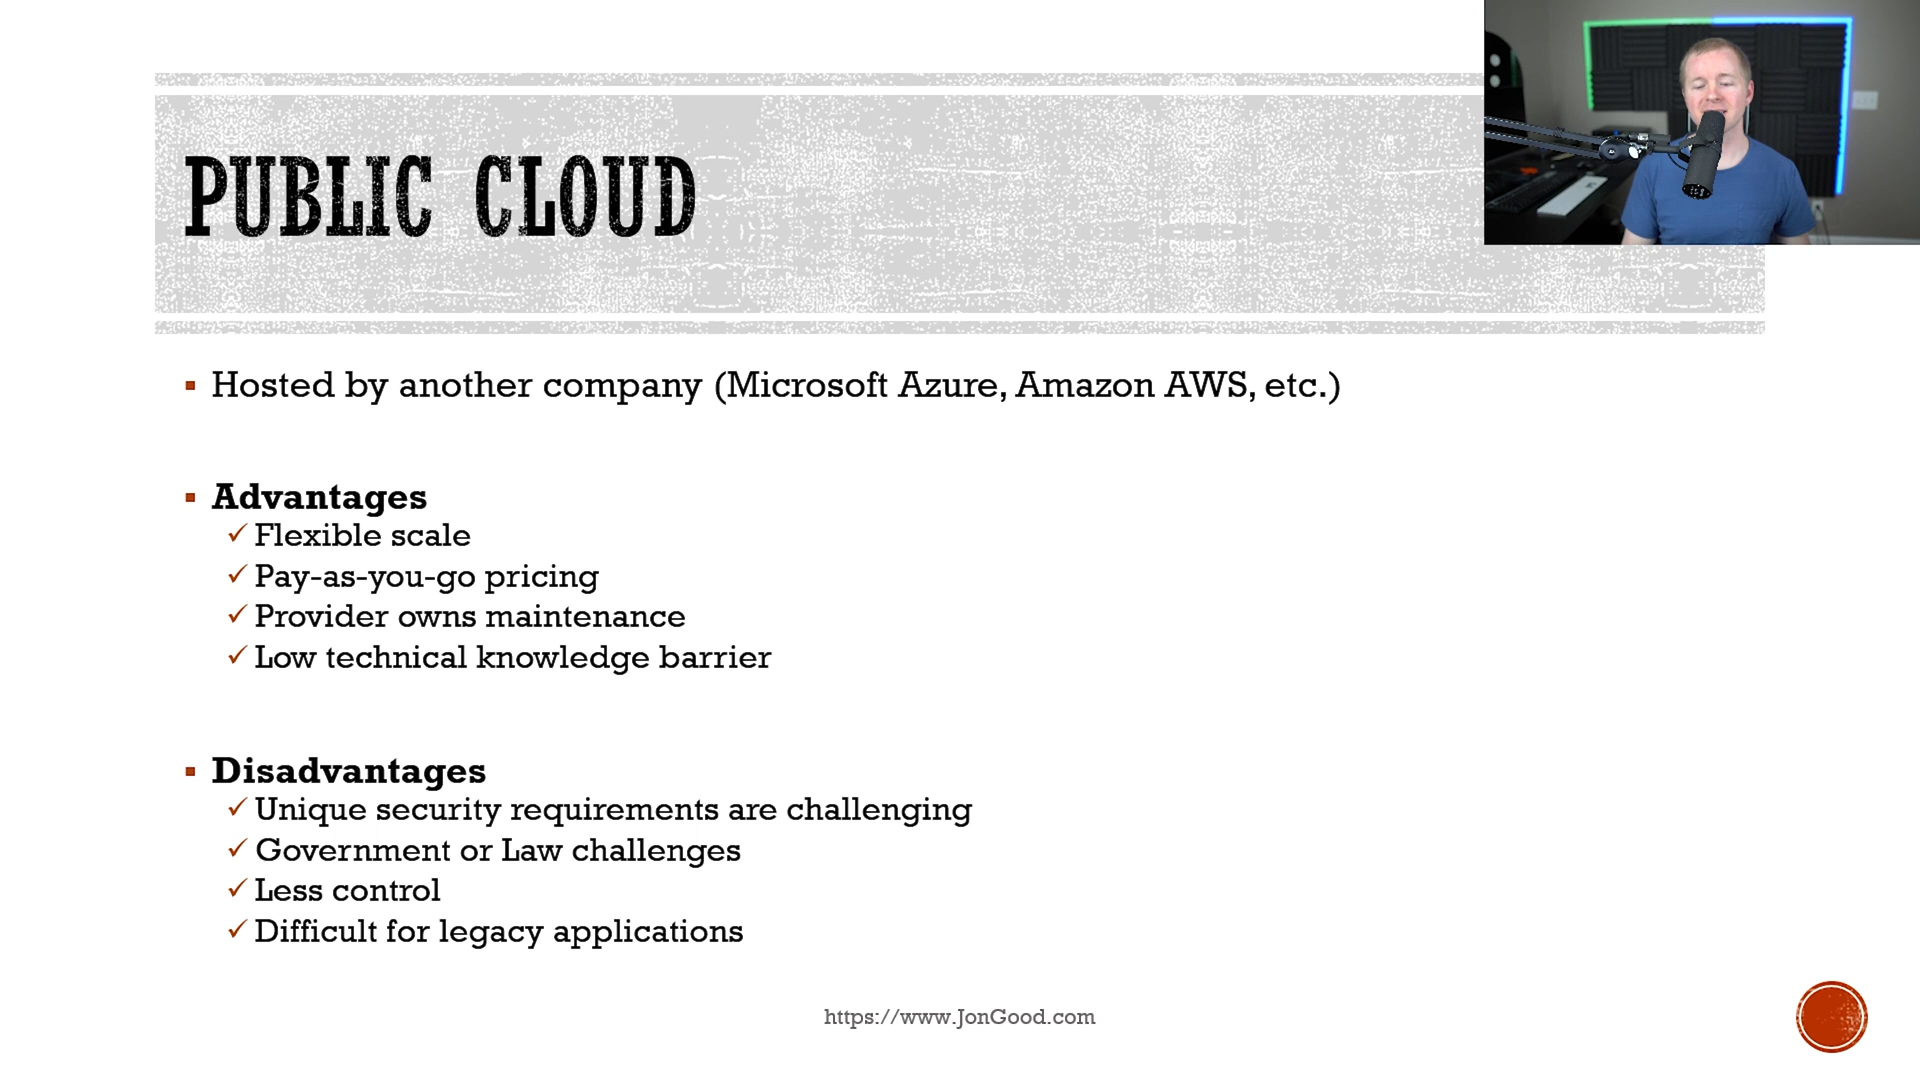 PUBLIC CLOUD
Hosted by another company (Microsoft Azure, Amazon AWS, etc.)
Advantages
Flexible scale
Pay-as-you-go pricing
Provider owns maintenance
Low technical knowledge barrier
Disadvantages
Unique security requirements are challenging
Government or Law challenges
Less control
Difficult for legacy applications
https://www.JonGood.com